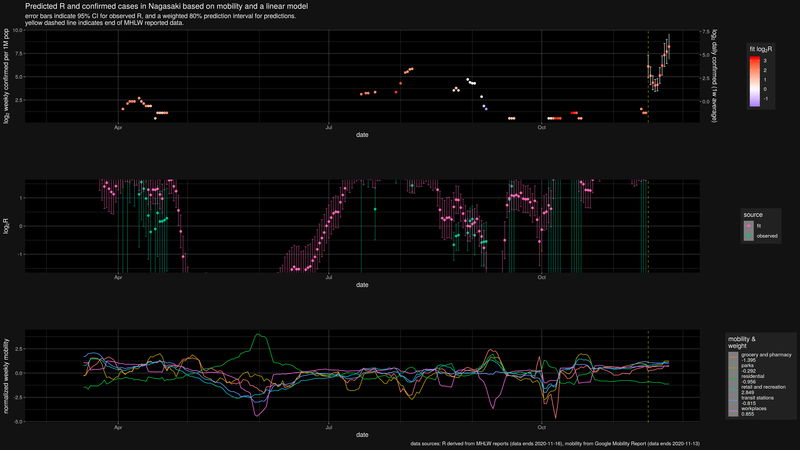 Predicted R and confirmed cases in Nagasaki based on mobility and a linear model
error bars indicate 95% CI for observed R, and a weighted 80% prediction interval for predictions.
yellow dashed line indicates end of MHLW reported data.
log₂ weekly confirmed per 1M pop
10.0
7.5
5.0
2.5
7.5
5.0
2.5
0.0
log₂ daily confirmed (1w average)
Apr
Jul
Oct
date
fit log₂R
3
2
1
0
-1
log₂R
1
0
-1
Apr
Jul
Oct
date
source
fit
observed
normalised weekly mobility
2.5
0.0
-2.5
-5.0
Apr
Jul
Oct
date
mobility &
weight
grocery and pharmacy
-1.395
parks
-0.292
residential
-0.956
retail and recreation
2.849
transit stations
-0.815
workplaces
0.855
data sources: R derived from MHLW reports (data ends 2020-11-16), mobility from Google Mobility Report (data ends 2020-11-13)